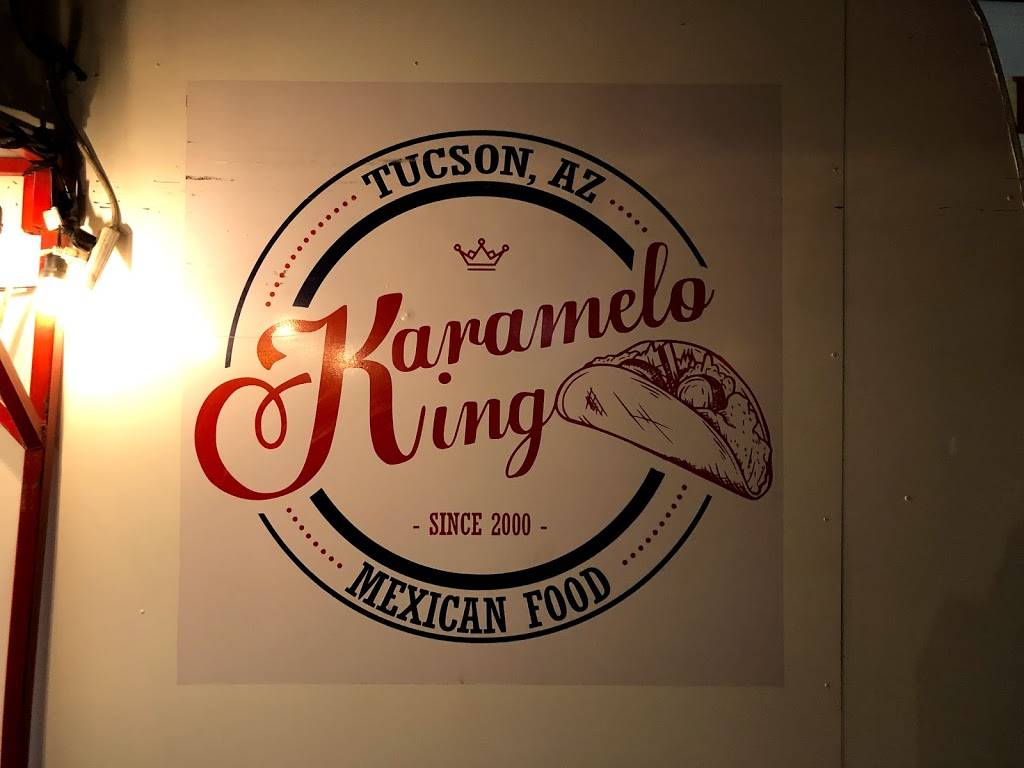 TUCSON, AZ
Karamelo
King
- SINCE 2000 -
MEXICAN FOOD